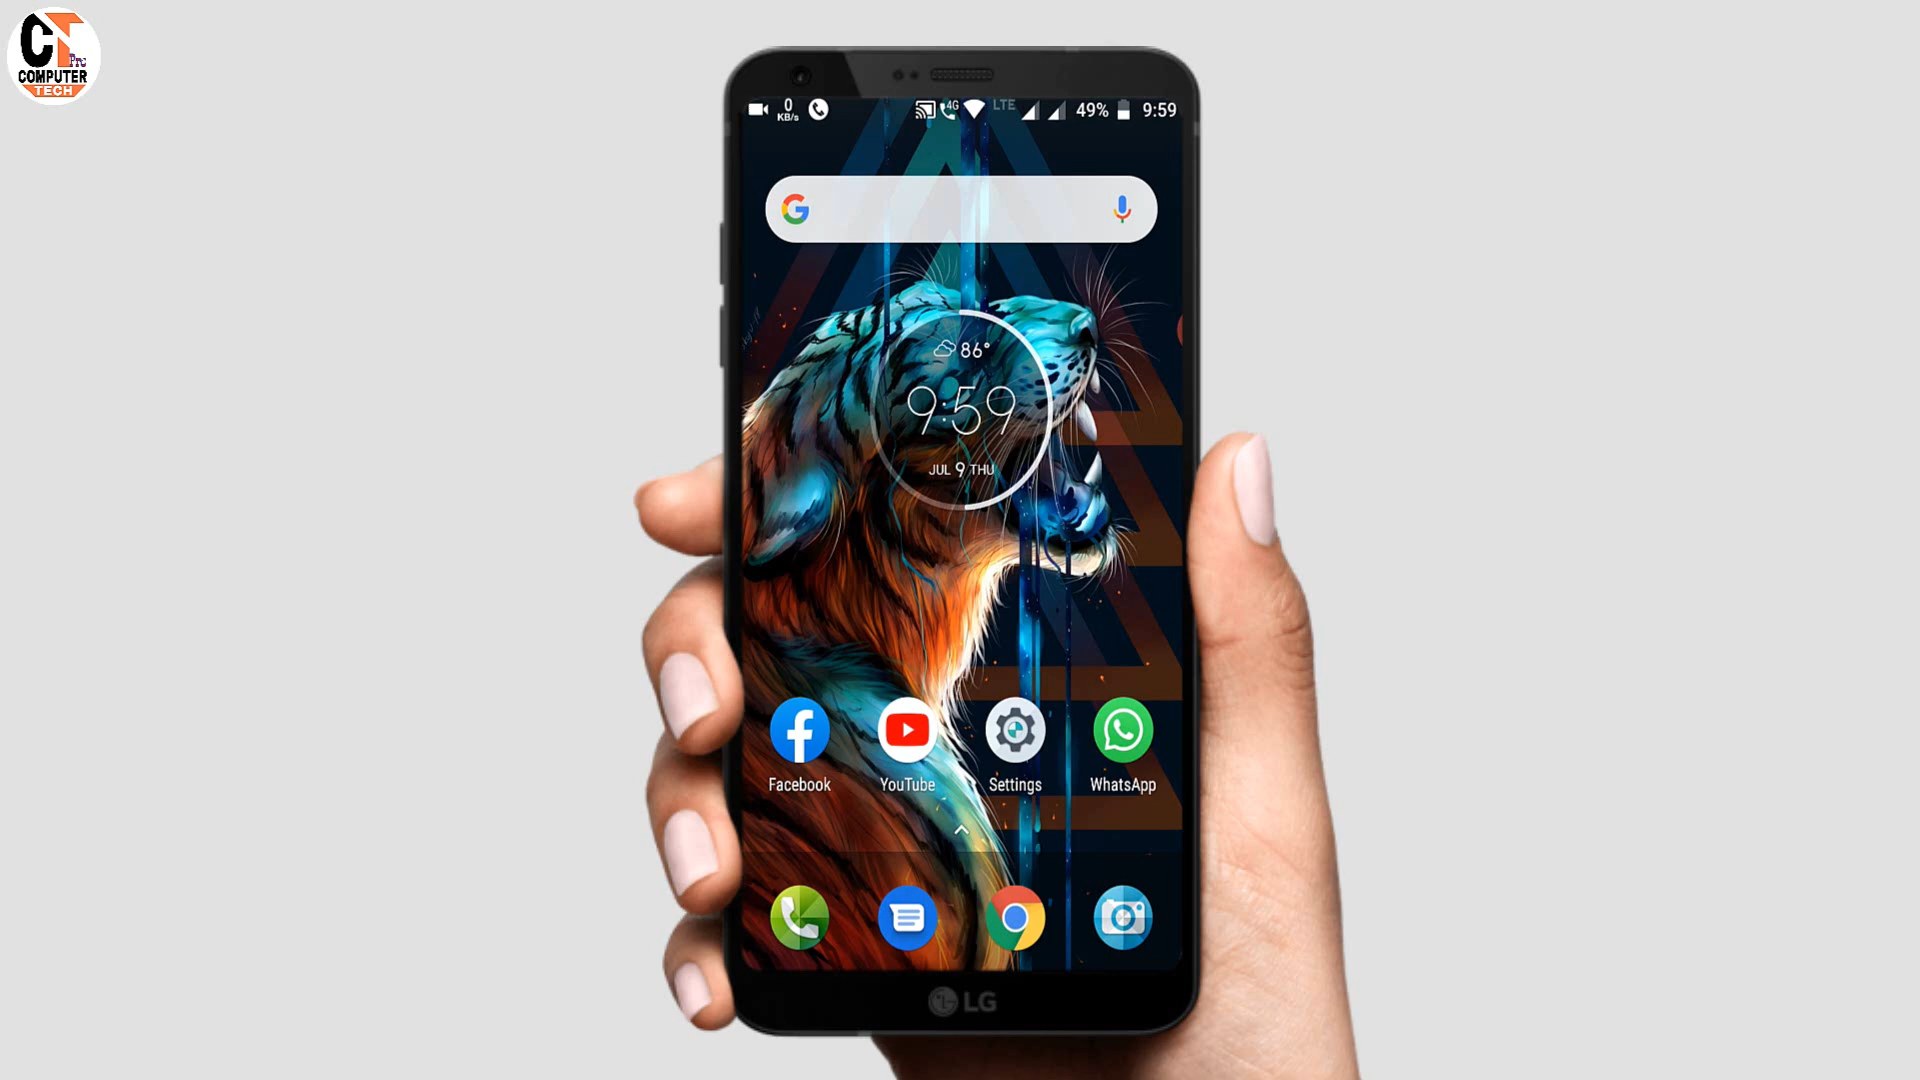 CT
Pro
COMPUTER
TECH
0
KB/s
4G
LTE
49%
9:59
G
86°
9:59
JUL 9 THU
Facebook
YouTube
Settings
WhatsApp
LG